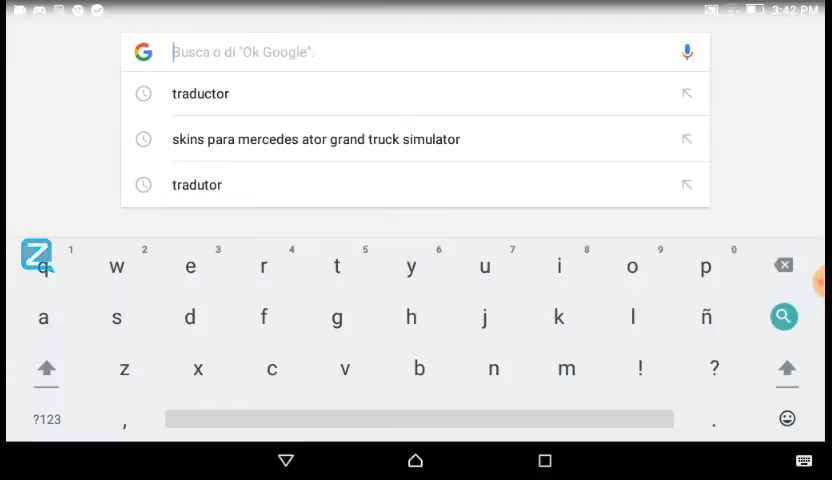 3:42 PM
G Busca o di "Ok Google".
traductor
skins para mercedes ator grand truck simulator
tradutor
Z
1 2 3 4 5 6 7 8 9 0
q w e r t y u i o p
a s d f g h j k l ñ
z x c v b n m ! ?
?123 , .